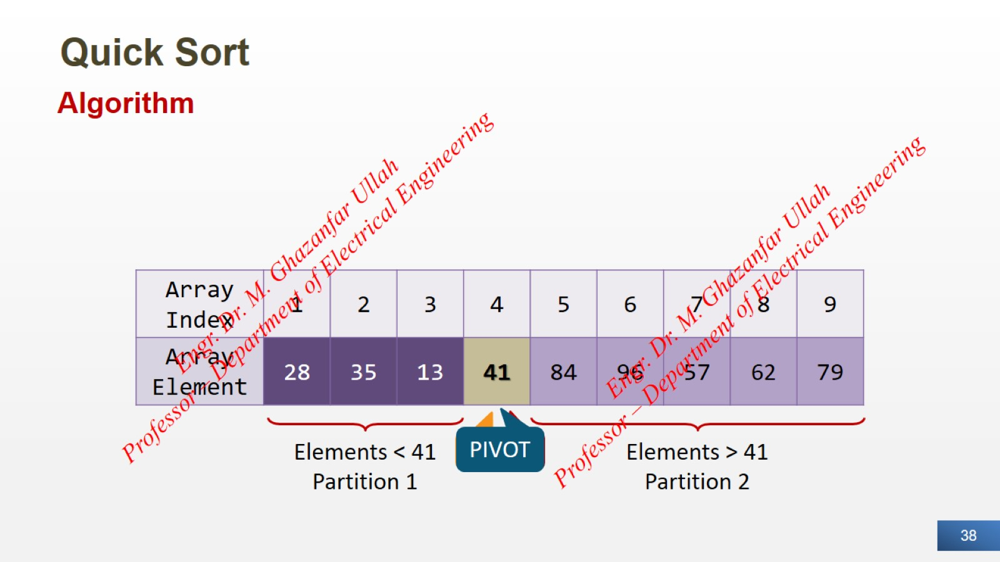 Quick Sort
Algorithm
Engr. Dr. M. Ghazanfar Ullah
Professor – Department of Electrical Engineering
Engr. Dr. M. Ghazanfar Ullah
Professor – Department of Electrical Engineering
Array Index 1 2 3 4 5 6 7 8 9
Array Element 28 35 13 41 84 96 57 62 79
Elements < 41
Partition 1
PIVOT
Elements > 41
Partition 2
38